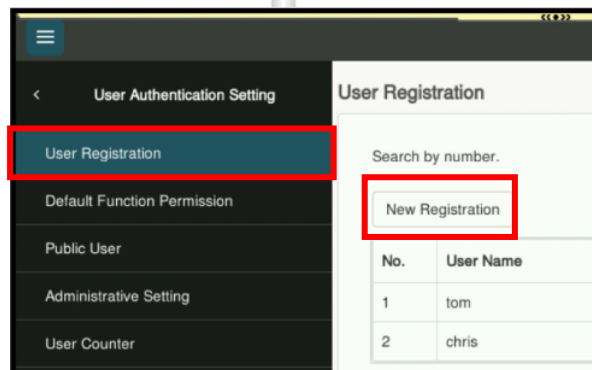 User Authentication Setting
User Registration
User Registration
Default Function Permission
Public User
Administrative Setting
User Counter
Search by number.
New Registration
No. User Name
1 tom
2 chris